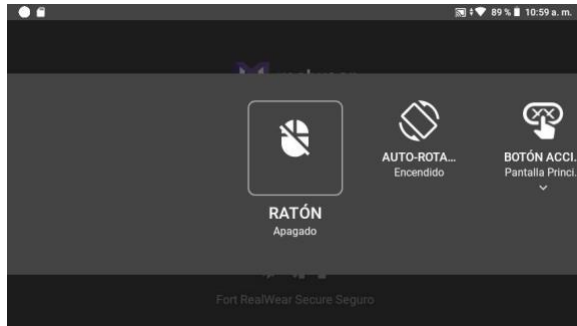 89 % 10:59 a. m.
AUTO-ROTA...
Encendido
BOTÓN ACCI.
Pantalla Princi.
RATÓN
Apagado
Fort RealWear Secure Seguro